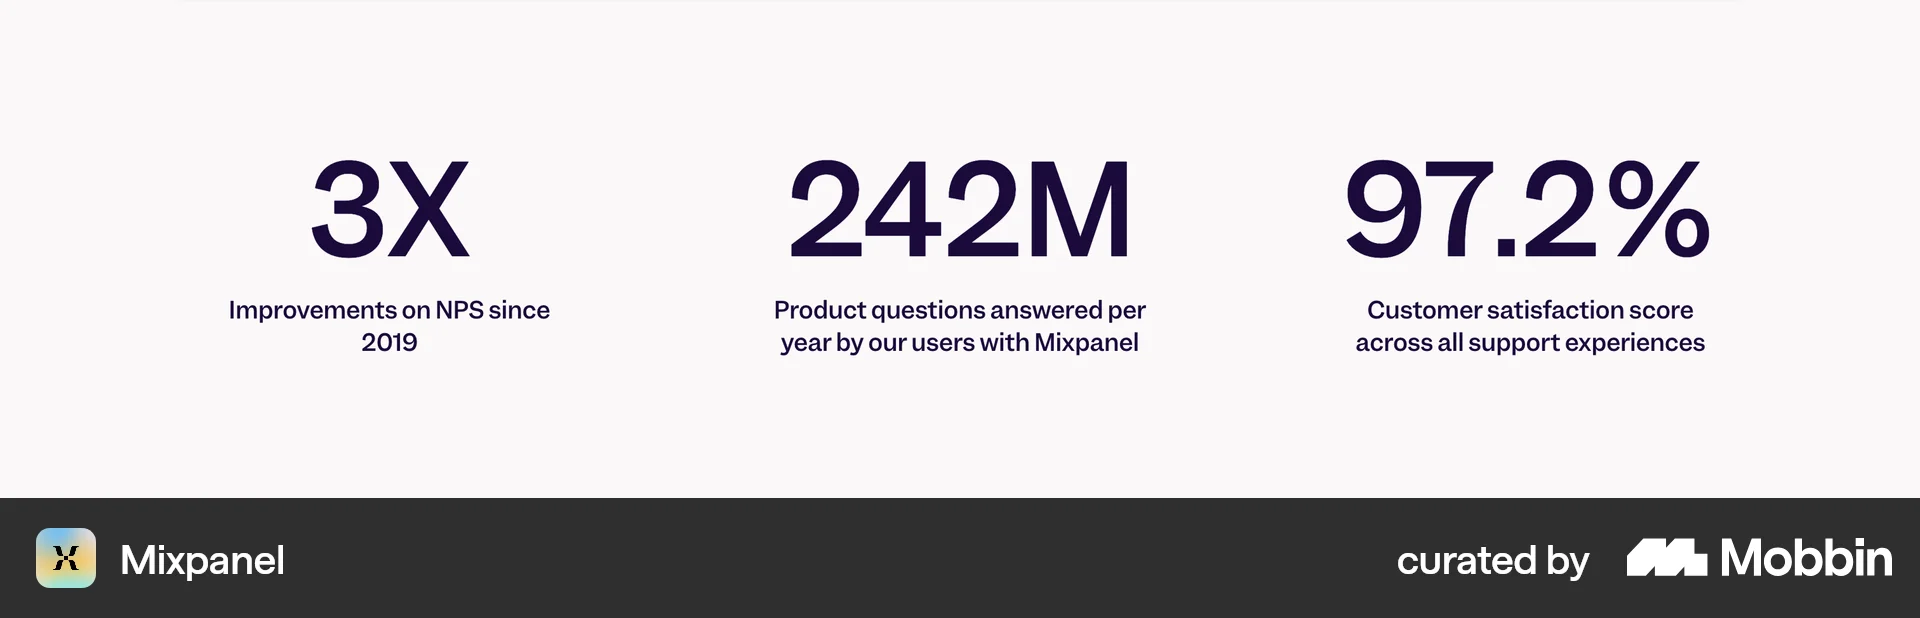 3X
Improvements on NPS since
2019
242M
Product questions answered per
year by our users with Mixpanel
97.2%
Customer satisfaction score
across all support experiences
Mixpanel
curated by Mobbin